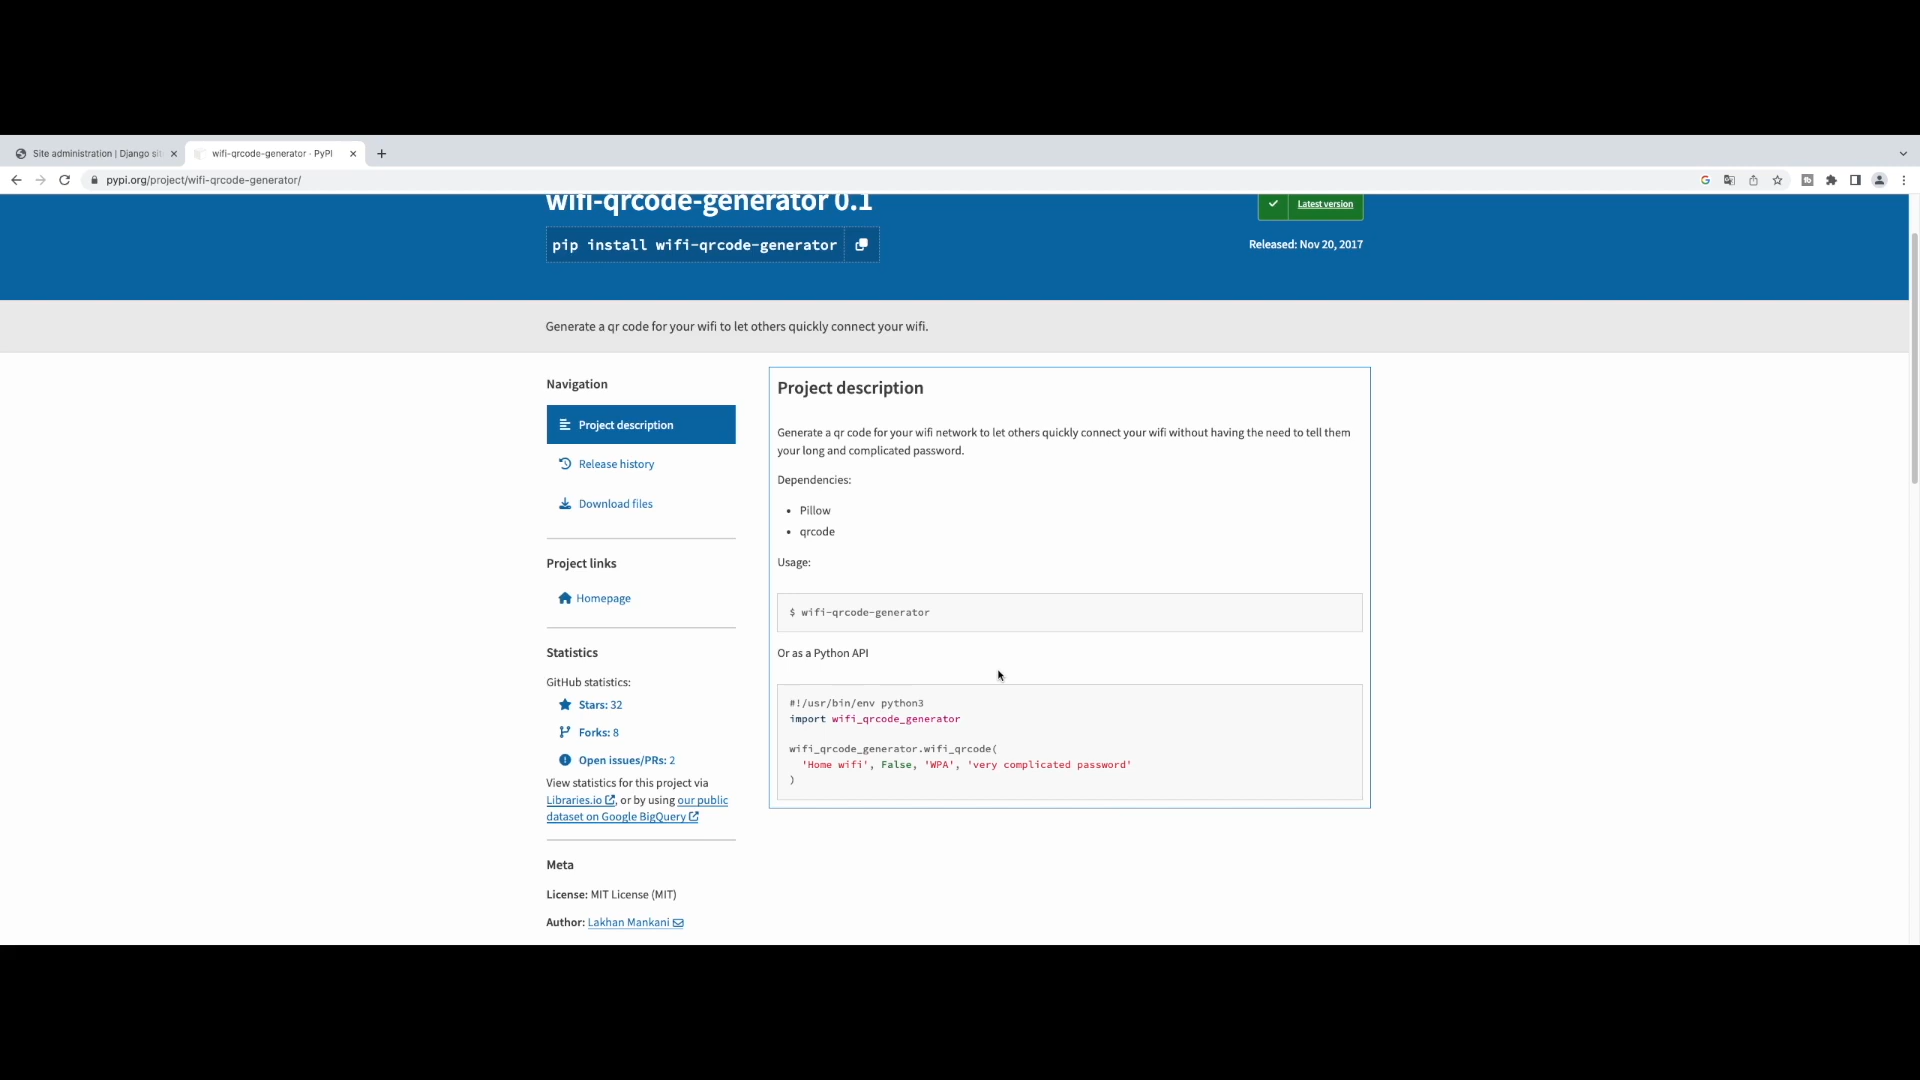 Site administration | Django sit
wifi-qrcode-generator · PyPI
pypi.org/project/wifi-qrcode-generator/
wifi-qrcode-generator 0.1
Latest version
pip install wifi-qrcode-generator
Released: Nov 20, 2017
Generate a qr code for your wifi to let others quickly connect your wifi.
Navigation
Project description
Release history
Download files
Project links
Homepage
Statistics
GitHub statistics:
Stars: 32
Forks: 8
Open issues/PRs: 2
View statistics for this project via
Libraries.io, or by using our public
dataset on Google BigQuery
Meta
License: MIT License (MIT)
Author: Lakhan Mankani
Project description
Generate a qr code for your wifi network to let others quickly connect your wifi without having the need to tell them
your long and complicated password.
Dependencies:
• Pillow
• qrcode
Usage:
$ wifi-qrcode-generator
Or as a Python API
#!/usr/bin/env python3
import wifi_qrcode_generator
wifi_qrcode_generator.wifi_qrcode(
'Home wifi', False, 'WPA', 'very complicated password'
)